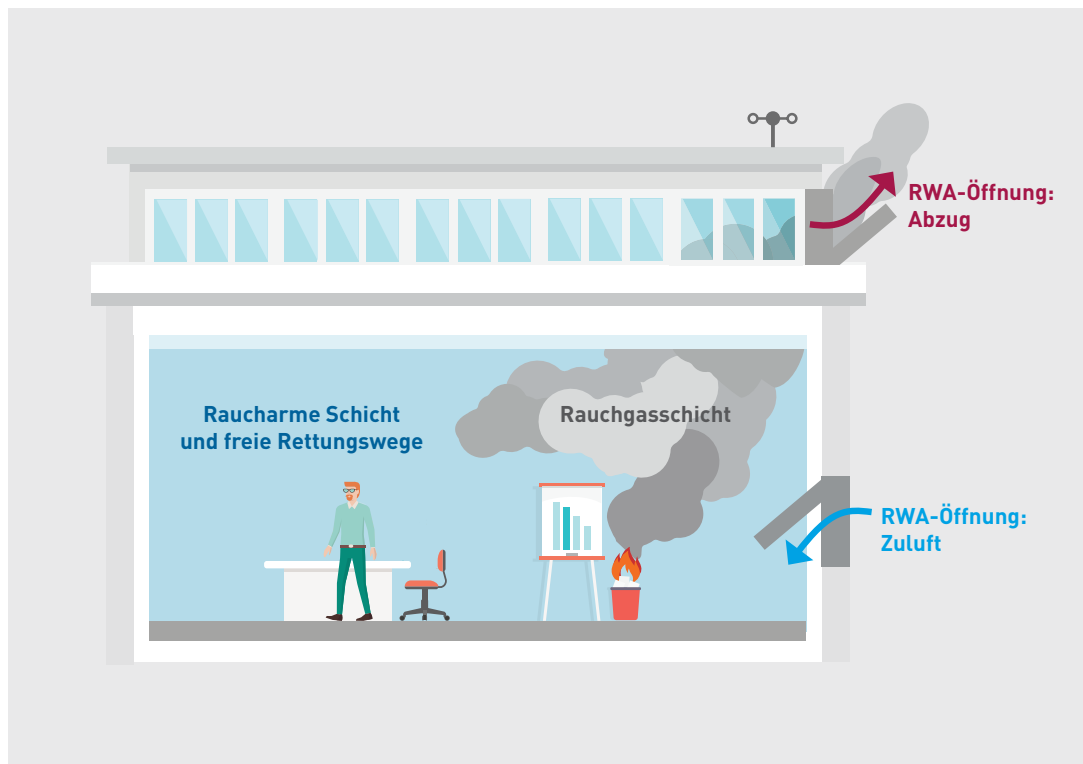 RWA-Öffnung:
Abzug
Raucharme Schicht
und freie Rettungswege
Rauchgasschicht
RWA-Öffnung:
Zuluft